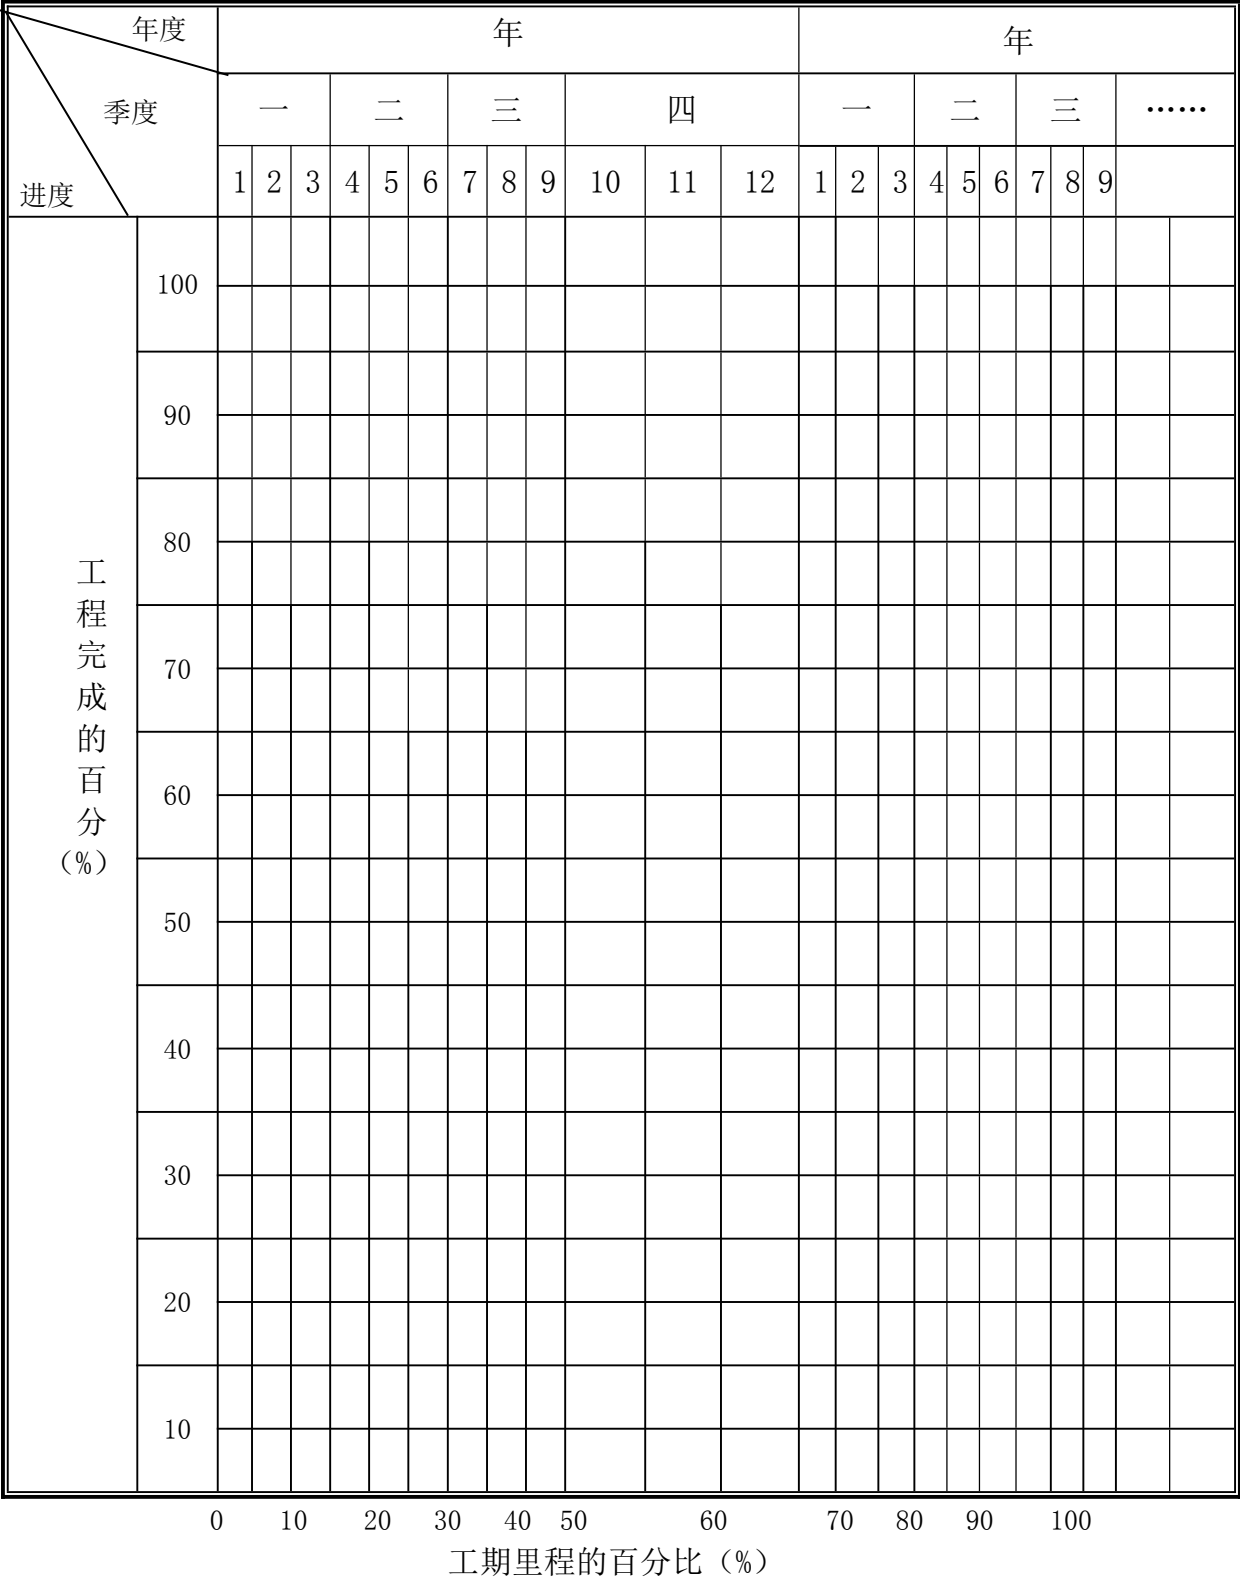 年度 年 年
季度 一 二 三 四 一 二 三 ……
进度 1 2 3 4 5 6 7 8 9 10 11 12 1 2 3 4 5 6 7 8 9
100
90
80
70
60
50
40
30
20
10
工
程
完
成
的
百
分
（%）
0 10 20 30 40 50 60 70 80 90 100
工期里程的百分比（%）